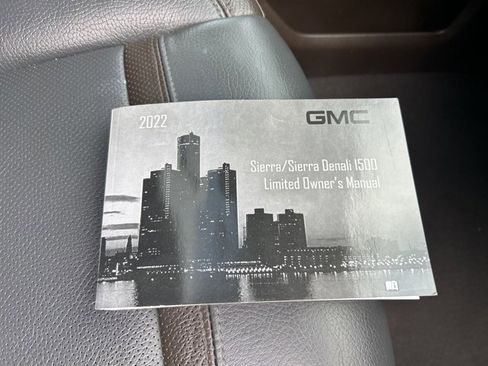 2022
GMC
Sierra/Sierra Denali 1500
Limited Owner's Manual